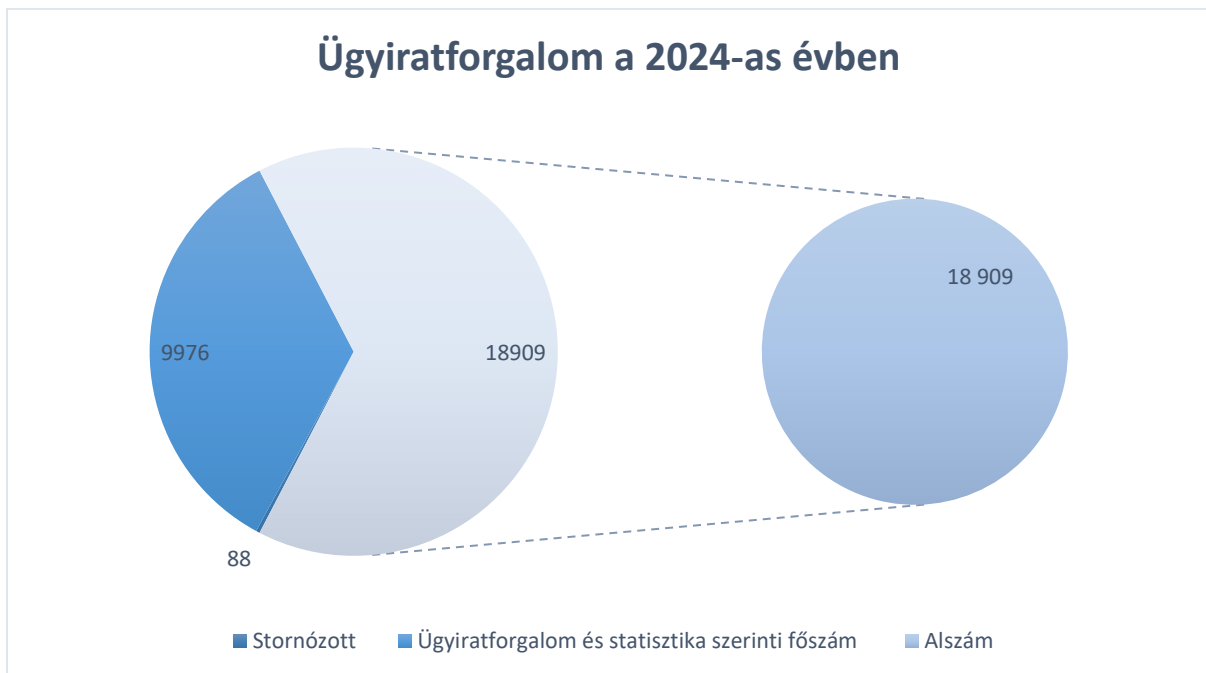 Ügyiratforgalom a 2024-as évben
18 909
9976
18909
88
Stornózott
Ügyiratforgalom és statisztika szerinti főszám
Alszám